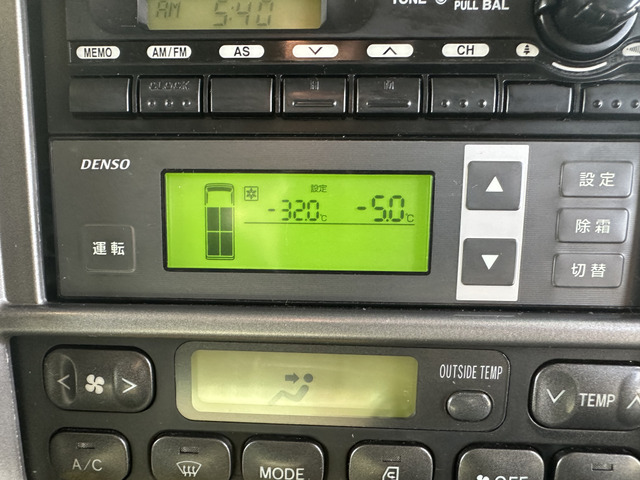 AM 5:40
TUNE PULL BAL
MEMO AM/FM AS CH
CLOCK
DENSO
設定
-32.0℃ -5.0℃
運転
設定
除霜
切替
OUTSIDE TEMP
TEMP
A/C
MODE
OFF